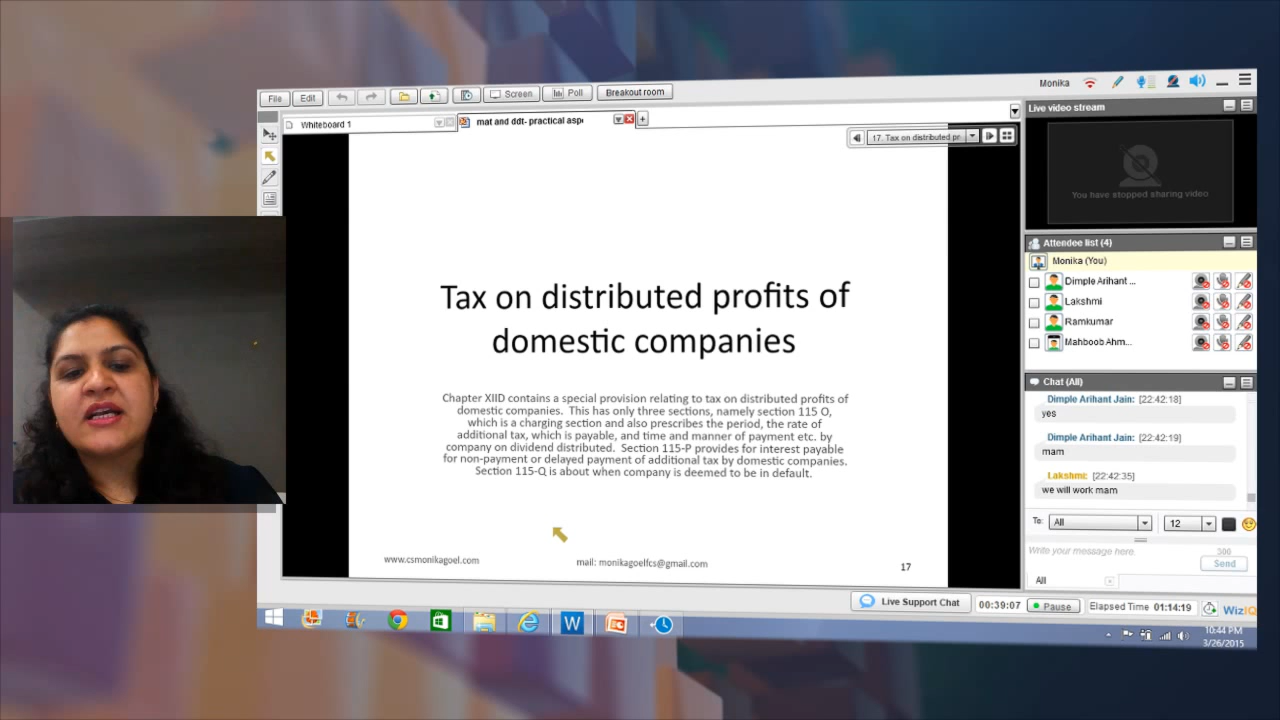 Monika
File
Edit
Screen
Poll
Breakout room
Live video stream
Whiteboard 1
mat and ddt- practical aspe
17. Tax on distributed pr
You have stopped sharing video
Attendee list (4)
Monika (You)
Dimple Arihant ...
Lakshmi
Ramkumar
Mahboob Ahm...
Tax on distributed profits of
domestic companies
Chapter XIID contains a special provision relating to tax on distributed profits of
domestic companies. This has only three sections, namely section 115 O,
which is a charging section and also prescribes the period, the rate of
additional tax, which is payable, and time and manner of payment etc. by
company on dividend distributed. Section 115-P provides for interest payable
for non-payment or delayed payment of additional tax by domestic companies.
Section 115-Q is about when company is deemed to be in default.
www.csmonikagoel.com
mail: monikagoelfcs@gmail.com
17
Chat (All)
Dimple Arihant Jain: [22:42:18]
yes
Dimple Arihant Jain: [22:42:19]
mam
Lakshmi: [22:42:35]
we will work mam
To:
All
12
Write your message here.
300
Send
All
Live Support Chat
00:39:07
Pause
Elapsed Time 01:14:19
WizIQ
10:44 PM
3/26/2015